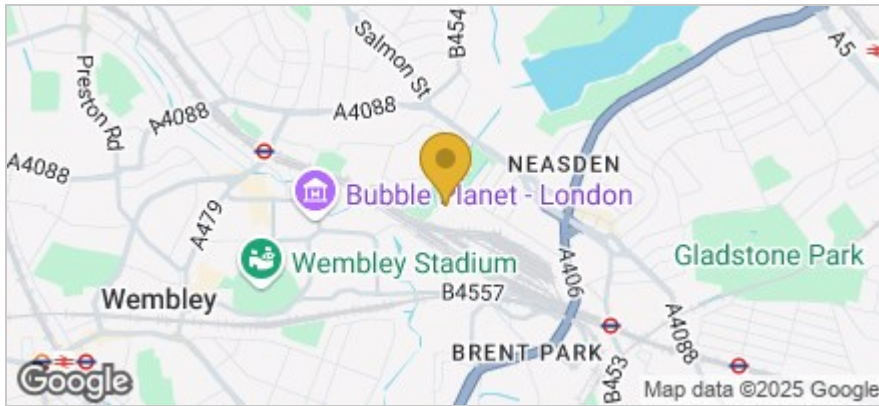 Salmon St
B454
A5
Preston Rd
A4088
A4088
A4088
A4088
NEASDEN
Bubble Planet - London
A479
Wembley Stadium
Gladstone Park
A406
B4557
Wembley
BRENT PARK
B453
A4088
Google
Map data ©2025 Google